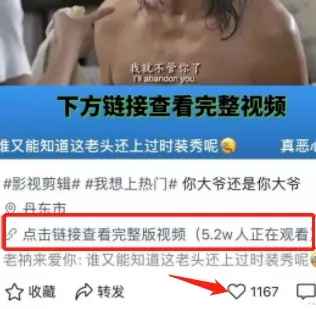 我就不管你了
I'll abandon you
下方链接查看完整视频
谁又能知道这老头还上过时装秀呢 真恶心
#影视剪辑# #我想上热门# 你大爷还是你大爷
丹东市
点击链接查看完整版视频（5.2w人正在观看
老衲来爱你: 谁又能知道这老头还上过时装秀呢
收藏 转发 1167